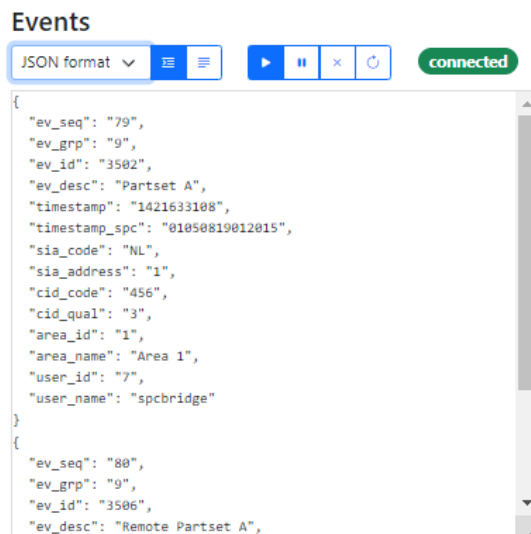 Events
JSON format
connected
{
  "ev_seq": "79",
  "ev_grp": "9",
  "ev_id": "3502",
  "ev_desc": "Partset A",
  "timestamp": "1421633108",
  "timestamp_spc": "01050819012015",
  "sia_code": "NL",
  "sia_address": "1",
  "cid_code": "456",
  "cid_qual": "3",
  "area_id": "1",
  "area_name": "Area 1",
  "user_id": "7",
  "user_name": "spcbridge"
}
{
  "ev_seq": "80",
  "ev_grp": "9",
  "ev_id": "3506",
  "ev_desc": "Remote Partset A",